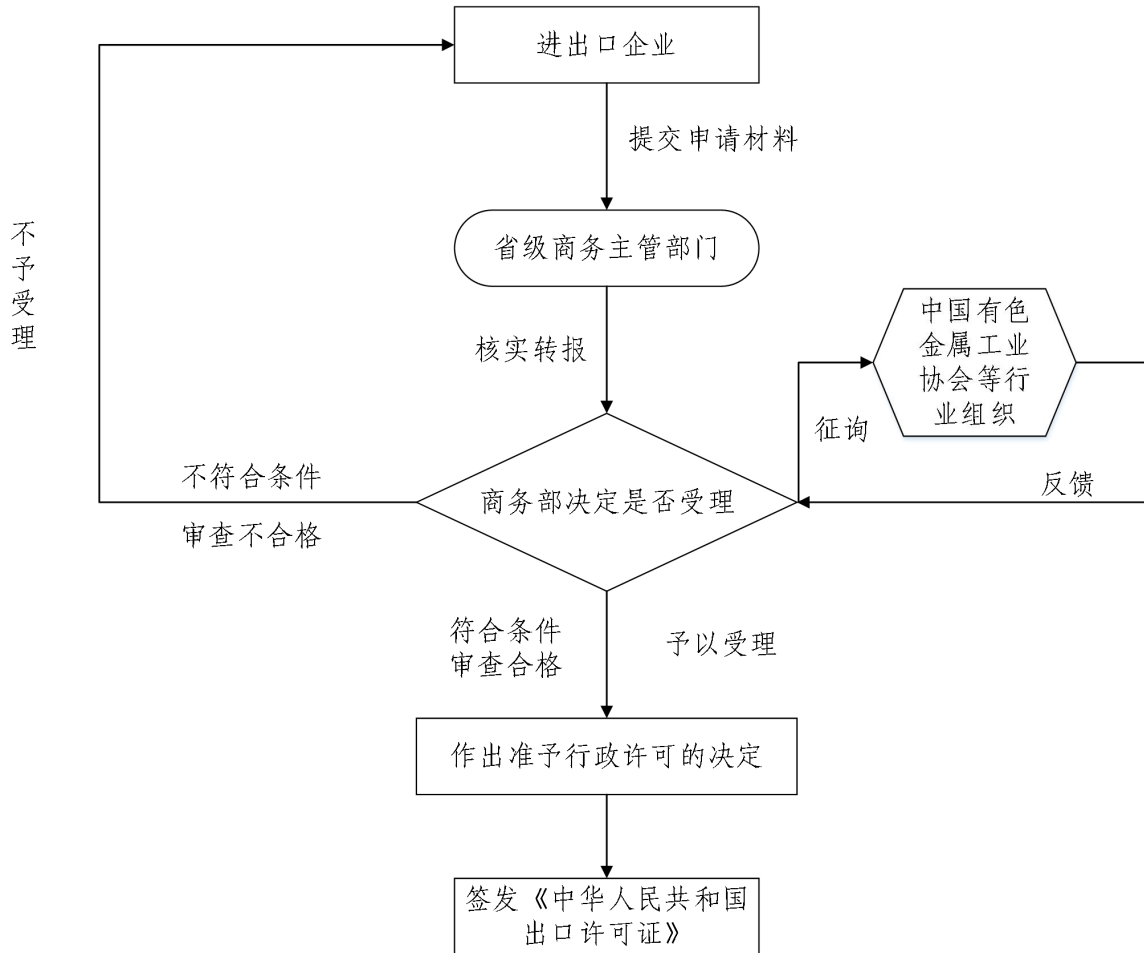 进出口企业
提交申请材料
省级商务主管部门
不
予
受
理
核实转报
中国有色
金属工业
协会等行
业组织
征询
不符合条件
商务部决定是否受理
反馈
审查不合格
符合条件
审查合格
予以受理
作出准予行政许可的决定
签发《中华人民共和国
出口许可证》